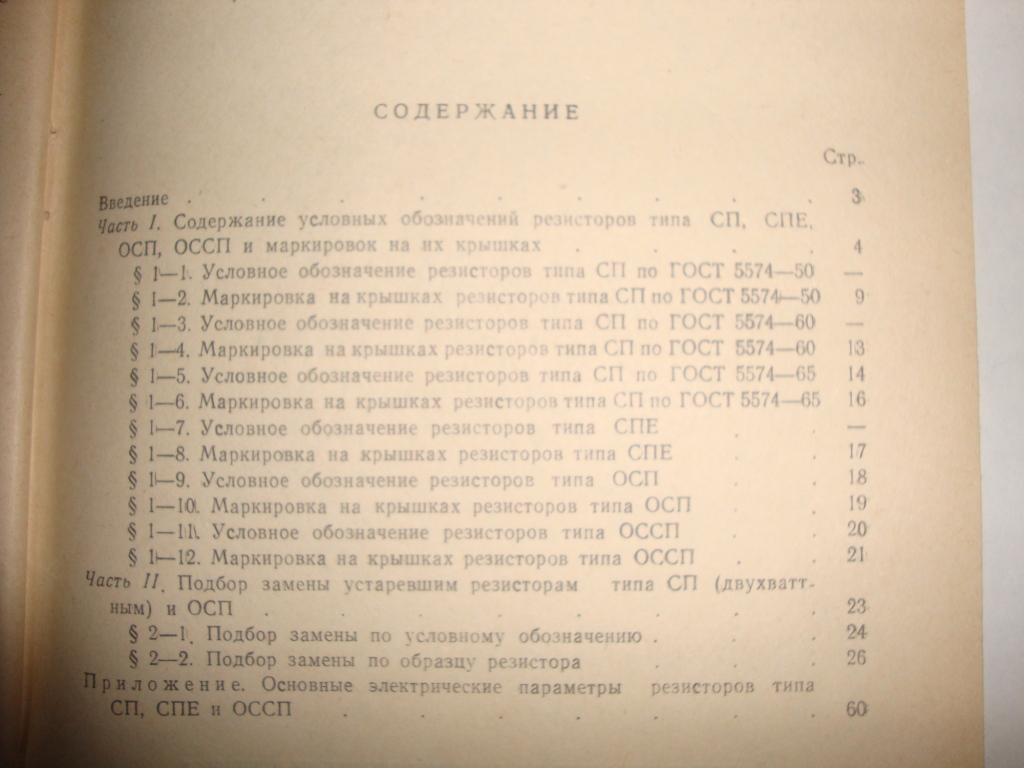 СОДЕРЖАНИЕ
Стр.
Введение . . . . . . . . . 3
Часть I. Содержание условных обозначений резисторов типа СП, СПЕ,
ОСП, ОССП и маркировок на их крышках . . . . 4
§ 1—1. Условное обозначение резисторов типа СП по ГОСТ 5574—50 —
§ 1—2. Маркировка на крышках резисторов типа СП по ГОСТ 5574—50 9
§ 1—3. Условное обозначение резисторов типа СП по ГОСТ 5574—60 —
§ 1—4. Маркировка на крышках резисторов типа СП по ГОСТ 5574—60 13
§ 1—5. Условное обозначение резисторов типа СП по ГОСТ 5574—65 14
§ 1—6. Маркировка на крышках резисторов типа СП по ГОСТ 5574—65 16
§ 1—7. Условное обозначение резисторов типа СПЕ . . —
§ 1—8. Маркировка на крышках резисторов типа СПЕ . . 17
§ 1—9. Условное обозначение резисторов типа ОСП . . 18
§ 1—10. Маркировка на крышках резисторов типа ОСП . . 19
§ 1—11. Условное обозначение резисторов типа ОССП . . 20
§ 1—12. Маркировка на крышках резисторов типа ОССП . . 21
Часть II. Подбор замены устаревшим резисторам типа СП (двухватт-
ным) и ОСП . . . . . . . . 23
§ 2—1. Подбор замены по условному обозначению . . . 24
§ 2—2. Подбор замены по образцу резистора . . . 26
Приложение. Основные электрические параметры резисторов типа
СП, СПЕ и ОССП . . . . . . . 60